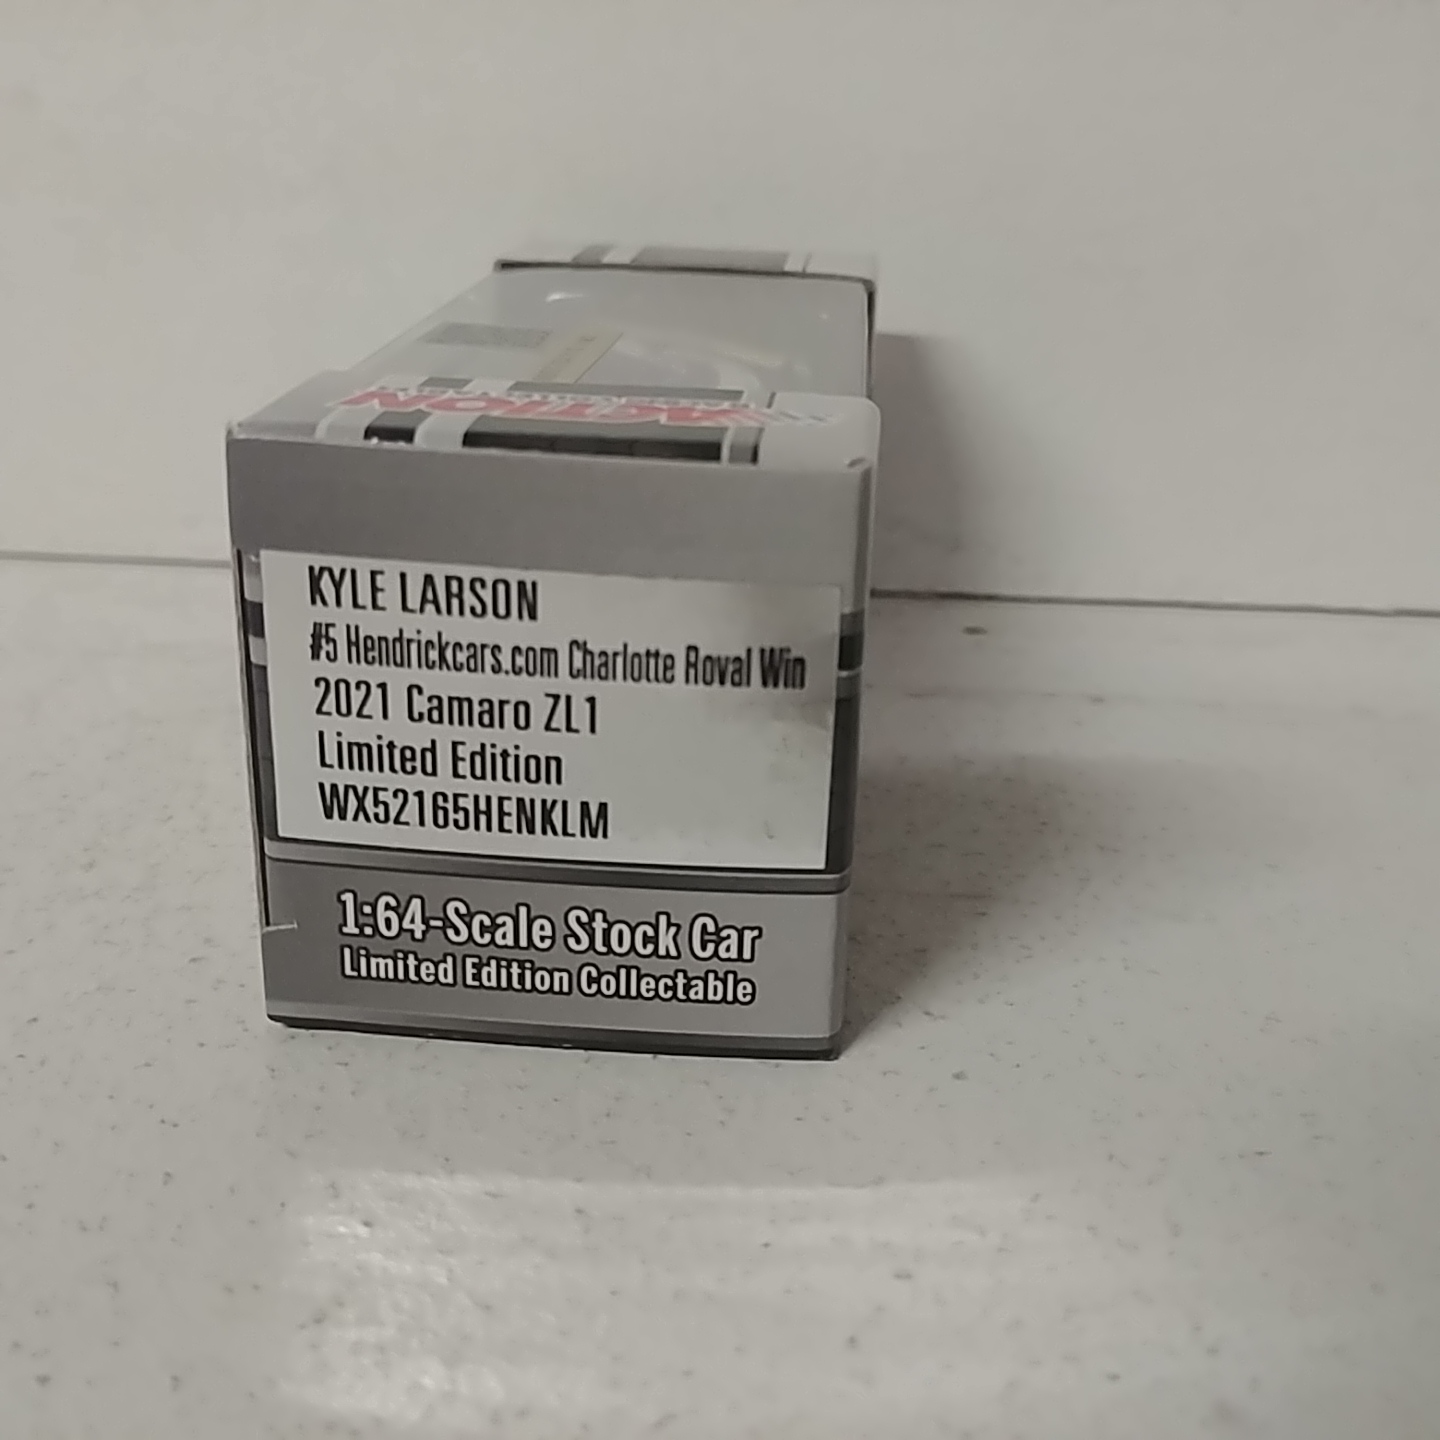 ACTION
KYLE LARSON
#5 Hendrickcars.com Charlotte Roval Win
2021 Camaro ZL1
Limited Edition
WX52165HENKLM
1:64-Scale Stock Car
Limited Edition Collectable